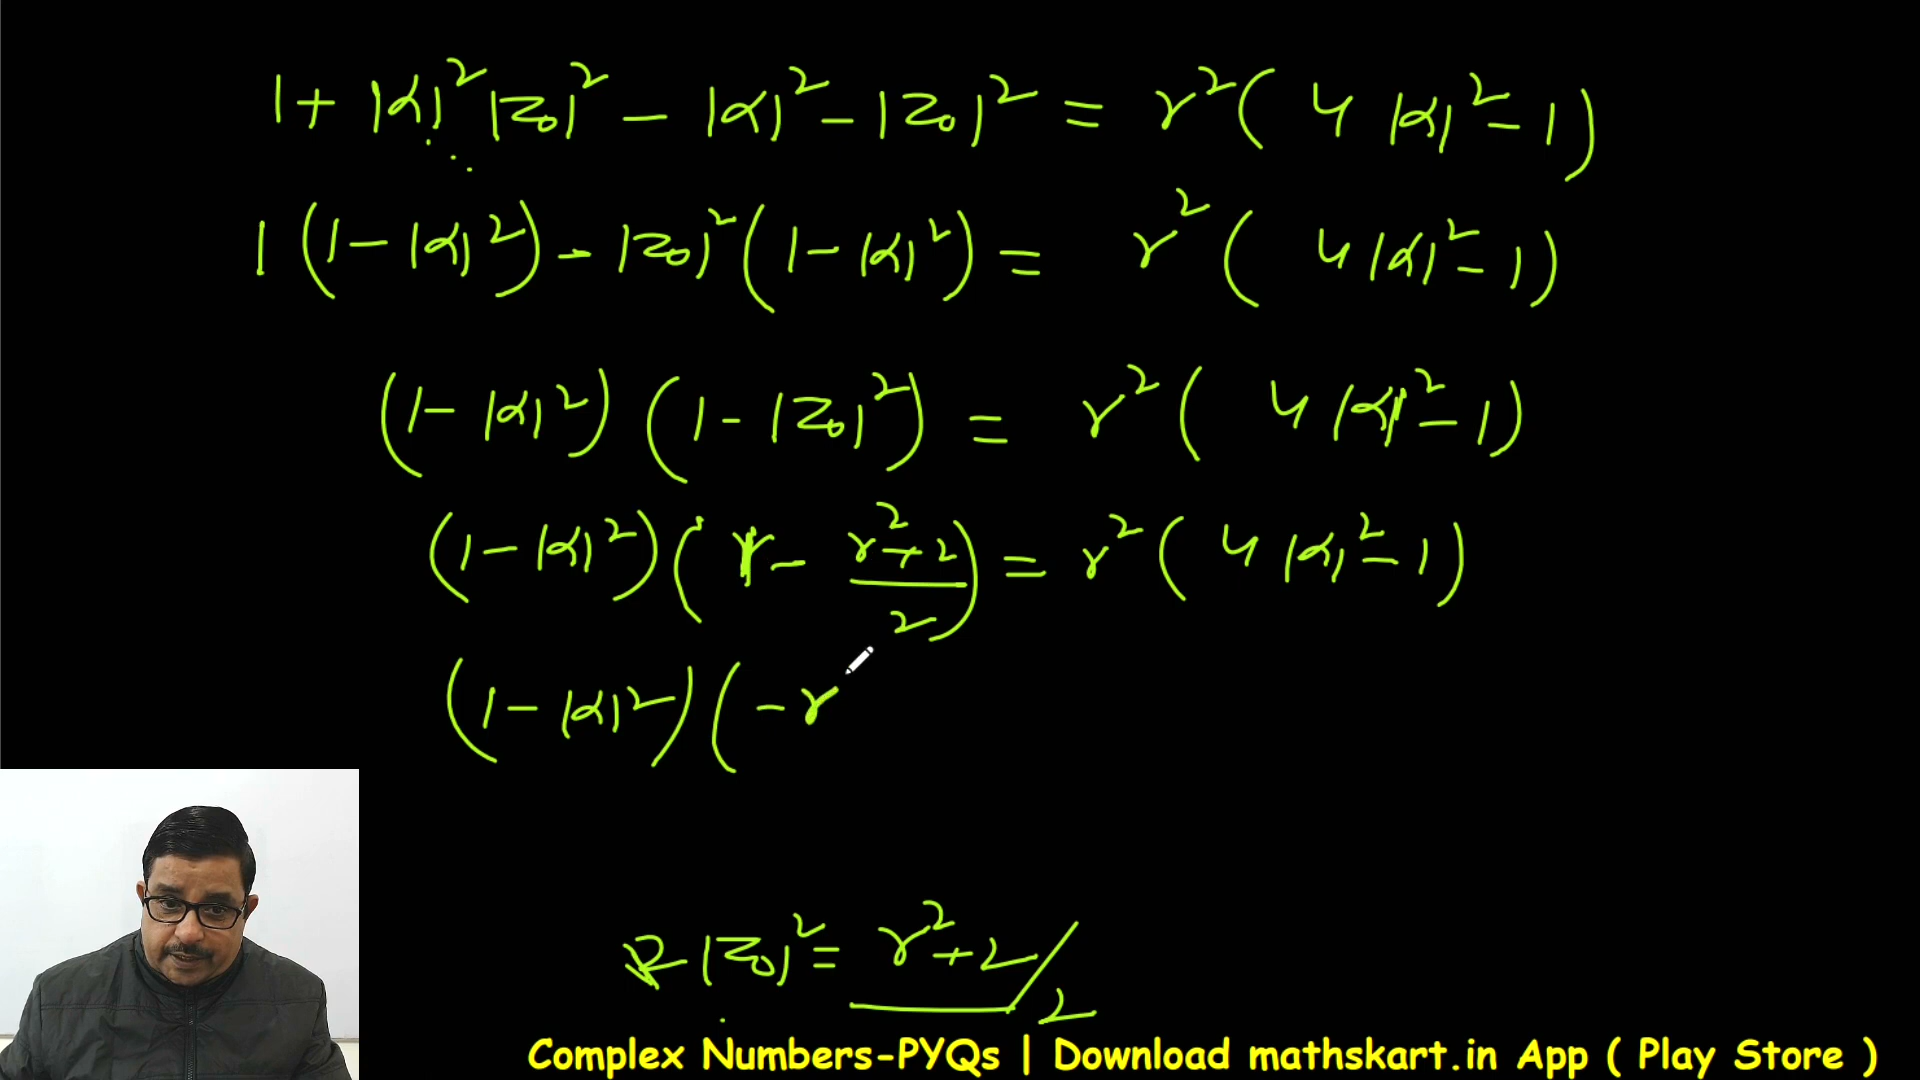 1 + |α|² |z₀|² − |α|² − |z₀|² = r² ( 4 |α|² − 1 )
1 ( 1 − |α|² ) − |z₀|² ( 1 − |α|² ) = r² ( 4 |α|² − 1 )
( 1 − |α|² ) ( 1 − |z₀|² ) = r² ( 4 |α|² − 1 )
( 1 − |α|² ) ( 1 − (r² + 2)/2 ) = r² ( 4 |α|² − 1 )
( 1 − |α|² ) ( − r
2 |z₀|² = r² + 2 / 2
Complex Numbers-PYQs | Download mathskart.in App ( Play Store )